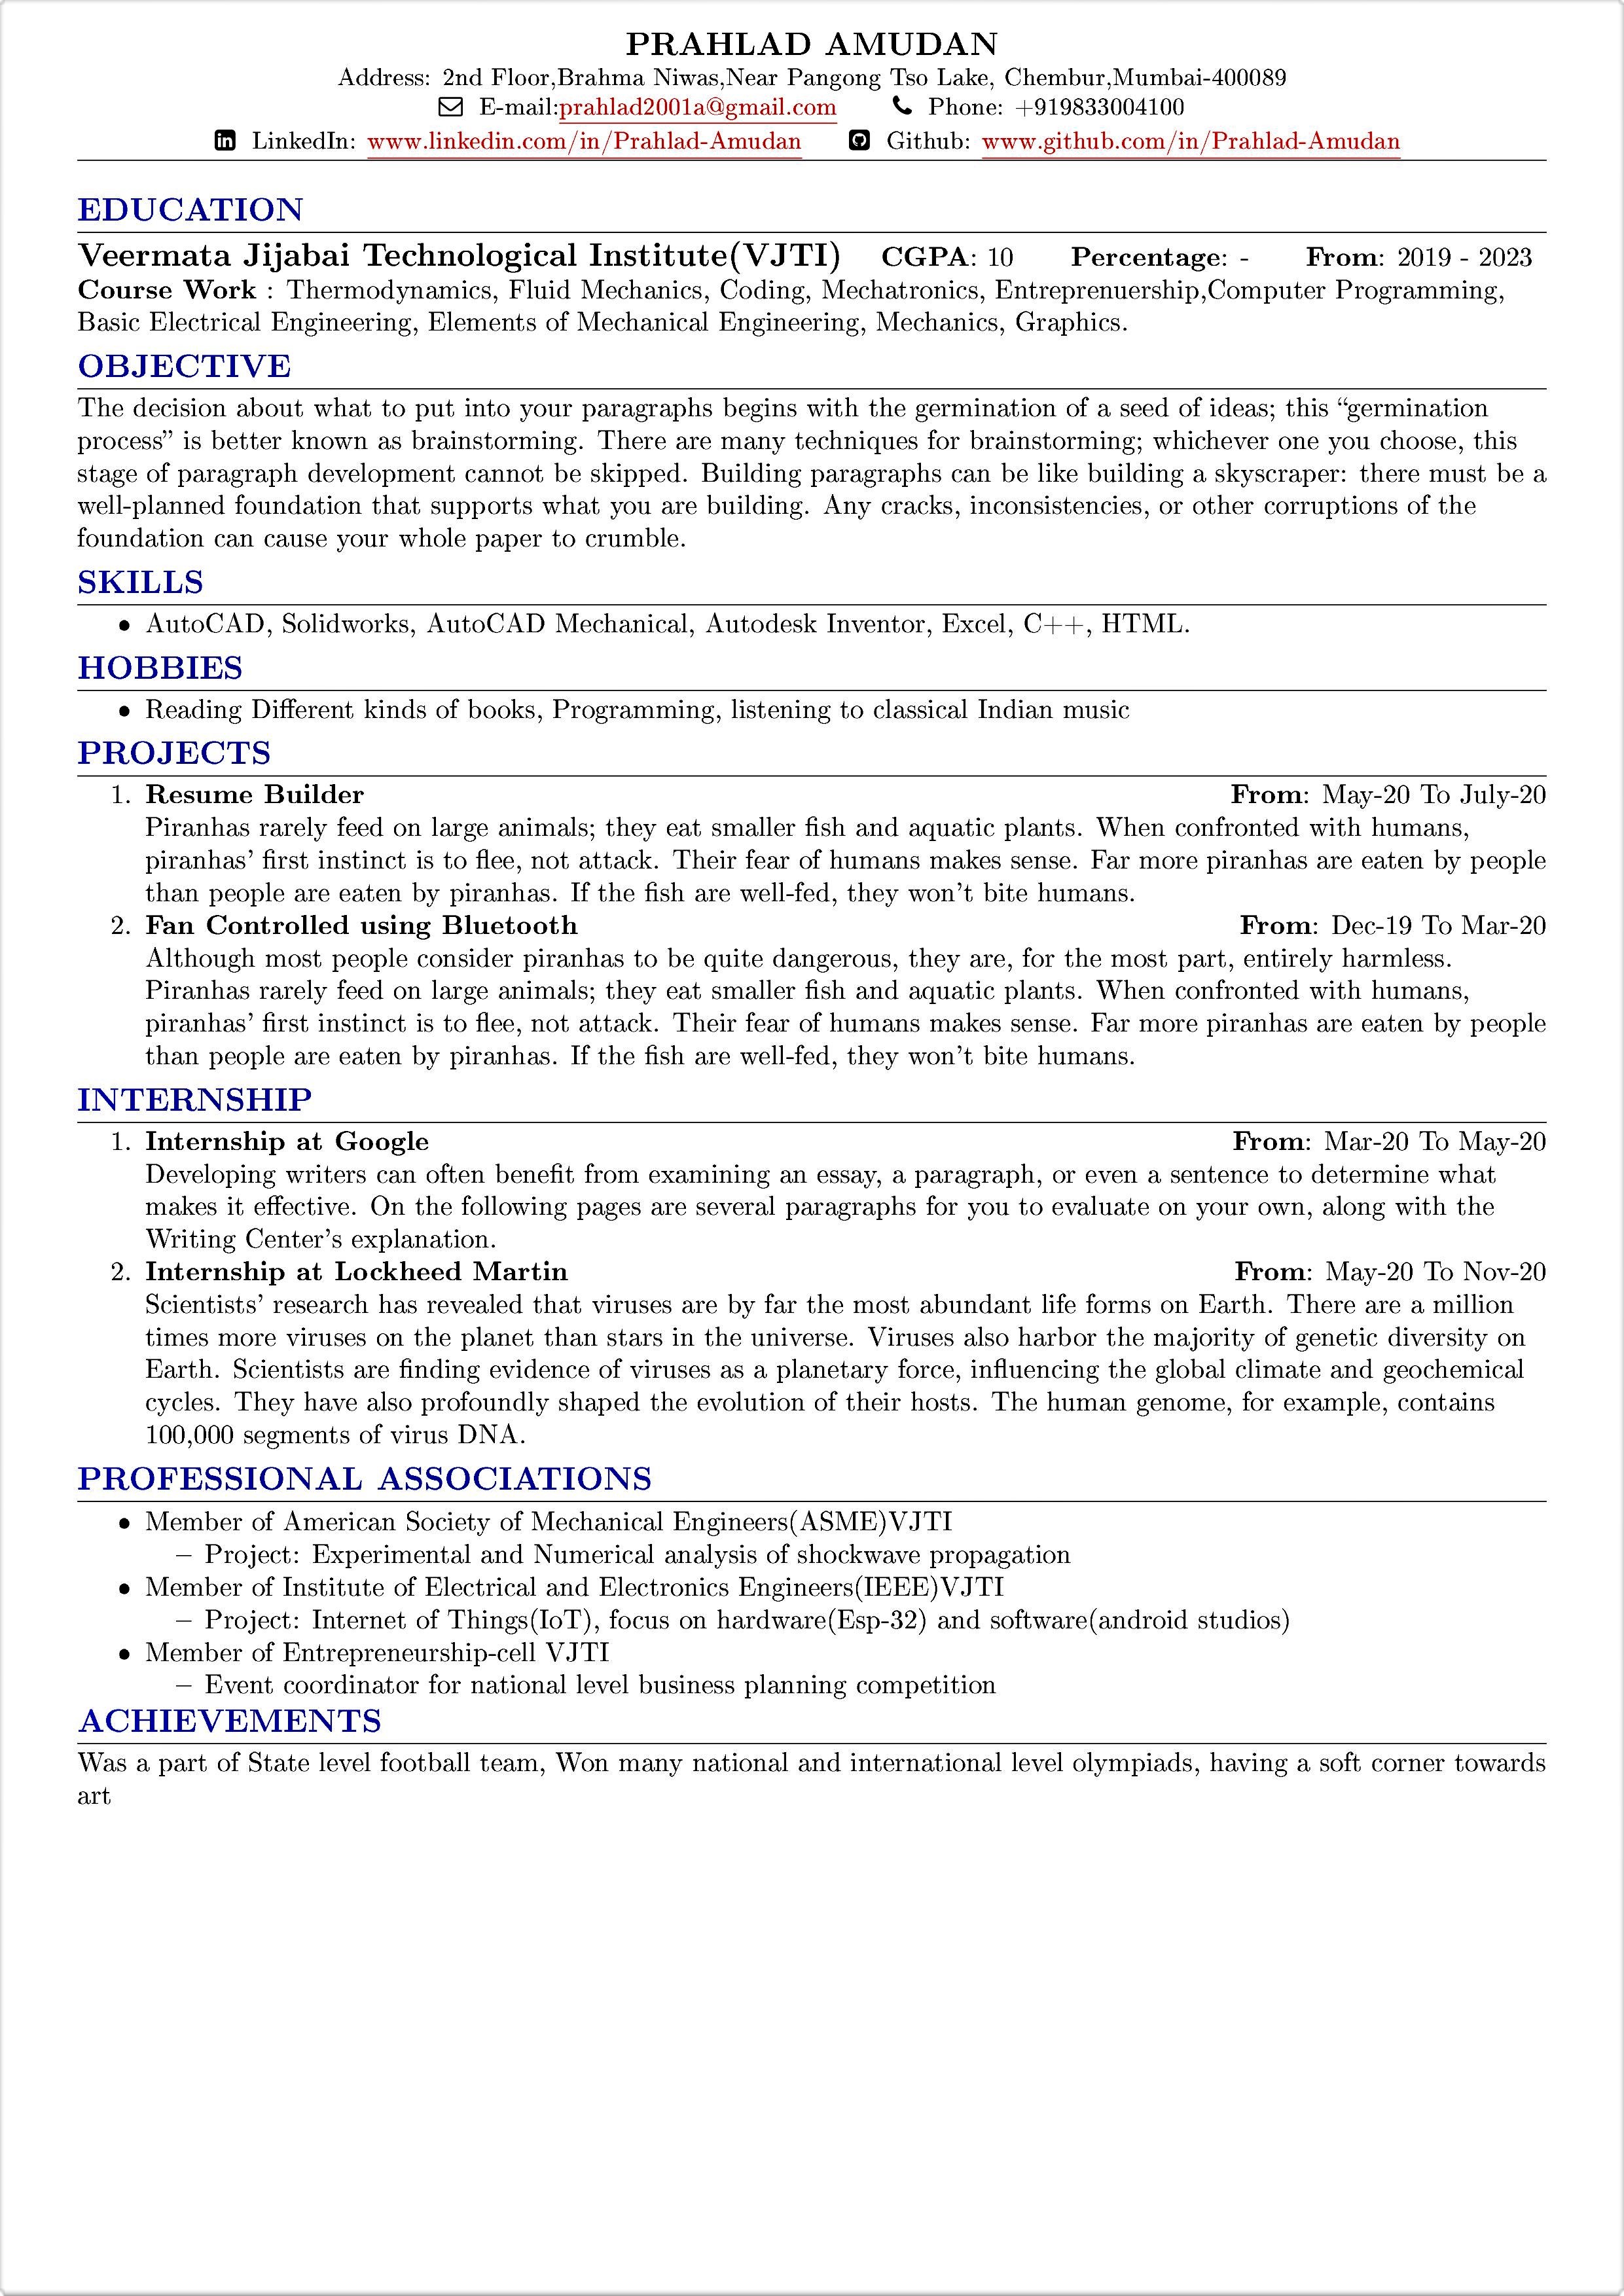 PRAHLAD AMUDAN
Address: 2nd Floor,Brahma Niwas,Near Pangong Tso Lake, Chembur,Mumbai-400089
E-mail:prahlad2001a@gmail.com Phone: +919833004100
LinkedIn: www.linkedin.com/in/Prahlad-Amudan Github: www.github.com/in/Prahlad-Amudan
EDUCATION
Veermata Jijabai Technological Institute(VJTI) CGPA: 10 Percentage: - From: 2019 - 2023
Course Work : Thermodynamics, Fluid Mechanics, Coding, Mechatronics, Entreprenuership,Computer Programming,
Basic Electrical Engineering, Elements of Mechanical Engineering, Mechanics, Graphics.
OBJECTIVE
The decision about what to put into your paragraphs begins with the germination of a seed of ideas; this “germination
process” is better known as brainstorming. There are many techniques for brainstorming; whichever one you choose, this
stage of paragraph development cannot be skipped. Building paragraphs can be like building a skyscraper: there must be a
well-planned foundation that supports what you are building. Any cracks, inconsistencies, or other corruptions of the
foundation can cause your whole paper to crumble.
SKILLS
• AutoCAD, Solidworks, AutoCAD Mechanical, Autodesk Inventor, Excel, C++, HTML.
HOBBIES
• Reading Different kinds of books, Programming, listening to classical Indian music
PROJECTS
1. Resume Builder From: May-20 To July-20
Piranhas rarely feed on large animals; they eat smaller fish and aquatic plants. When confronted with humans,
piranhas’ first instinct is to flee, not attack. Their fear of humans makes sense. Far more piranhas are eaten by people
than people are eaten by piranhas. If the fish are well-fed, they won’t bite humans.
2. Fan Controlled using Bluetooth From: Dec-19 To Mar-20
Although most people consider piranhas to be quite dangerous, they are, for the most part, entirely harmless.
Piranhas rarely feed on large animals; they eat smaller fish and aquatic plants. When confronted with humans,
piranhas’ first instinct is to flee, not attack. Their fear of humans makes sense. Far more piranhas are eaten by people
than people are eaten by piranhas. If the fish are well-fed, they won’t bite humans.
INTERNSHIP
1. Internship at Google From: Mar-20 To May-20
Developing writers can often benefit from examining an essay, a paragraph, or even a sentence to determine what
makes it effective. On the following pages are several paragraphs for you to evaluate on your own, along with the
Writing Center’s explanation.
2. Internship at Lockheed Martin From: May-20 To Nov-20
Scientists’ research has revealed that viruses are by far the most abundant life forms on Earth. There are a million
times more viruses on the planet than stars in the universe. Viruses also harbor the majority of genetic diversity on
Earth. Scientists are finding evidence of viruses as a planetary force, influencing the global climate and geochemical
cycles. They have also profoundly shaped the evolution of their hosts. The human genome, for example, contains
100,000 segments of virus DNA.
PROFESSIONAL ASSOCIATIONS
• Member of American Society of Mechanical Engineers(ASME)VJTI
– Project: Experimental and Numerical analysis of shockwave propagation
• Member of Institute of Electrical and Electronics Engineers(IEEE)VJTI
– Project: Internet of Things(IoT), focus on hardware(Esp-32) and software(android studios)
• Member of Entrepreneurship-cell VJTI
– Event coordinator for national level business planning competition
ACHIEVEMENTS
Was a part of State level football team, Won many national and international level olympiads, having a soft corner towards
art